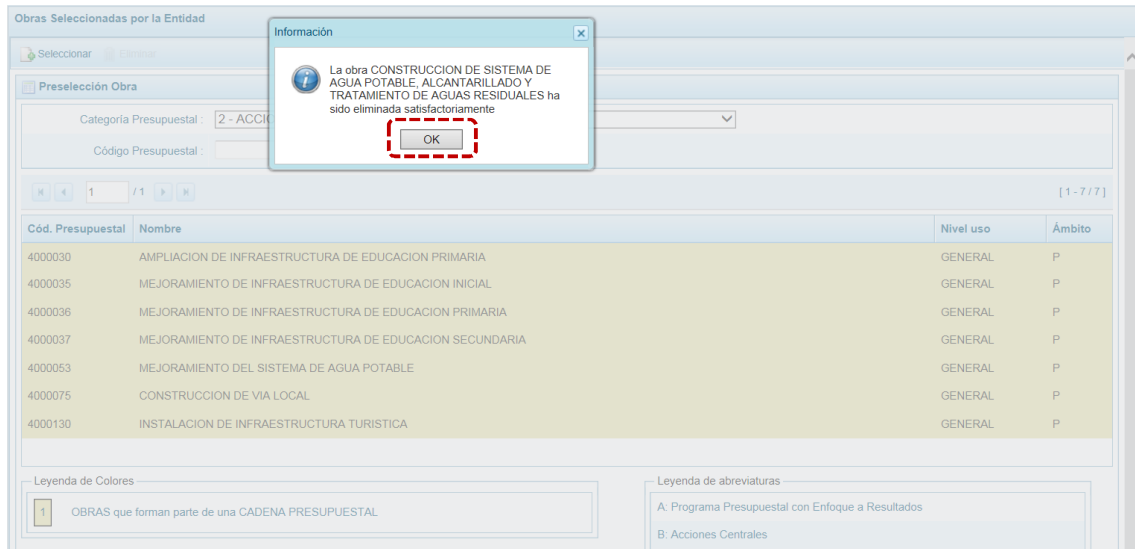 Obras Seleccionadas por la Entidad
Seleccionar Eliminar
Preselección Obra
Categoría Presupuestal : 2 - ACCI
Código Presupuestal :
Información
La obra CONSTRUCCION DE SISTEMA DE
AGUA POTABLE, ALCANTARILLADO Y
TRATAMIENTO DE AGUAS RESIDUALES ha
sido eliminada satisfactoriamente
OK
1 / 1 [ 1 - 7 / 7 ]
Cód. Presupuestal Nombre Nivel uso Ámbito
4000030 AMPLIACION DE INFRAESTRUCTURA DE EDUCACION PRIMARIA GENERAL P
4000035 MEJORAMIENTO DE INFRAESTRUCTURA DE EDUCACION INICIAL GENERAL P
4000036 MEJORAMIENTO DE INFRAESTRUCTURA DE EDUCACION PRIMARIA GENERAL P
4000037 MEJORAMIENTO DE INFRAESTRUCTURA DE EDUCACION SECUNDARIA GENERAL P
4000053 MEJORAMIENTO DEL SISTEMA DE AGUA POTABLE GENERAL P
4000075 CONSTRUCCION DE VIA LOCAL GENERAL P
4000130 INSTALACION DE INFRAESTRUCTURA TURISTICA GENERAL P
Leyenda de Colores
1 OBRAS que forman parte de una CADENA PRESUPUESTAL
Leyenda de abreviaturas
A: Programa Presupuestal con Enfoque a Resultados
B: Acciones Centrales